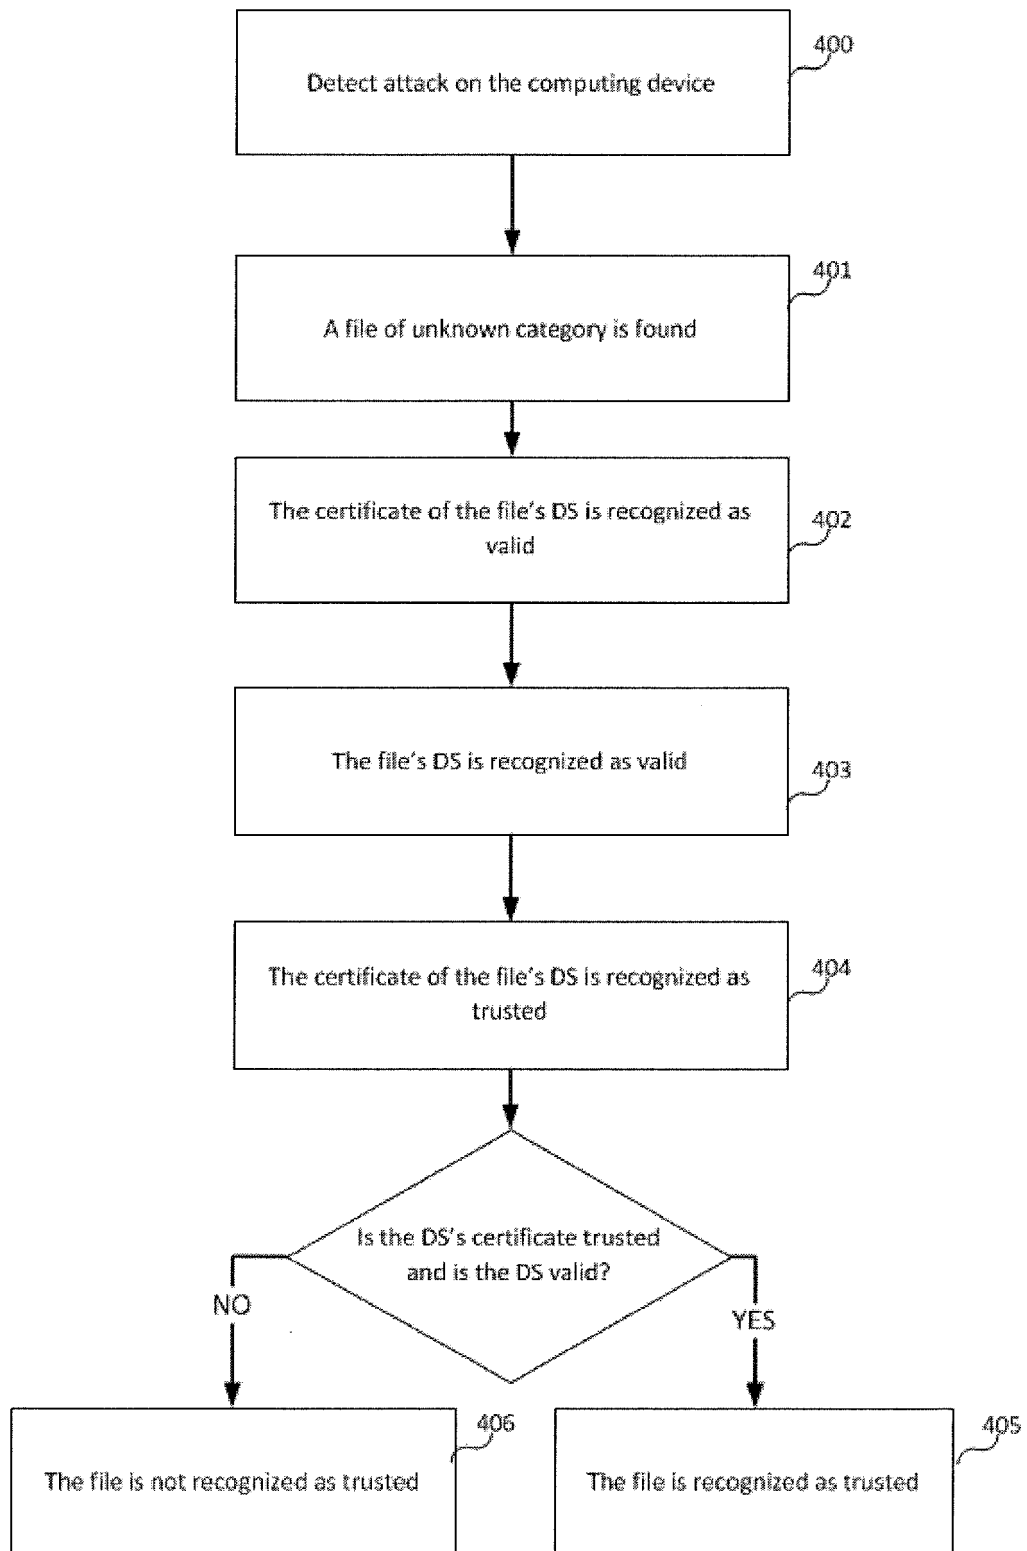 400
Detect attack on the computing device
401
A file of unknown category is found
The certificate of the file's DS is recognized as
valid
402
The file's DS is recognized as valid
403
The certificate of the file's DS is recognized as
trusted
404
Is the DS's certificate trusted
and is the DS valid?
NO
YES
406
The file is not recognized as trusted
405
The file is recognized as trusted